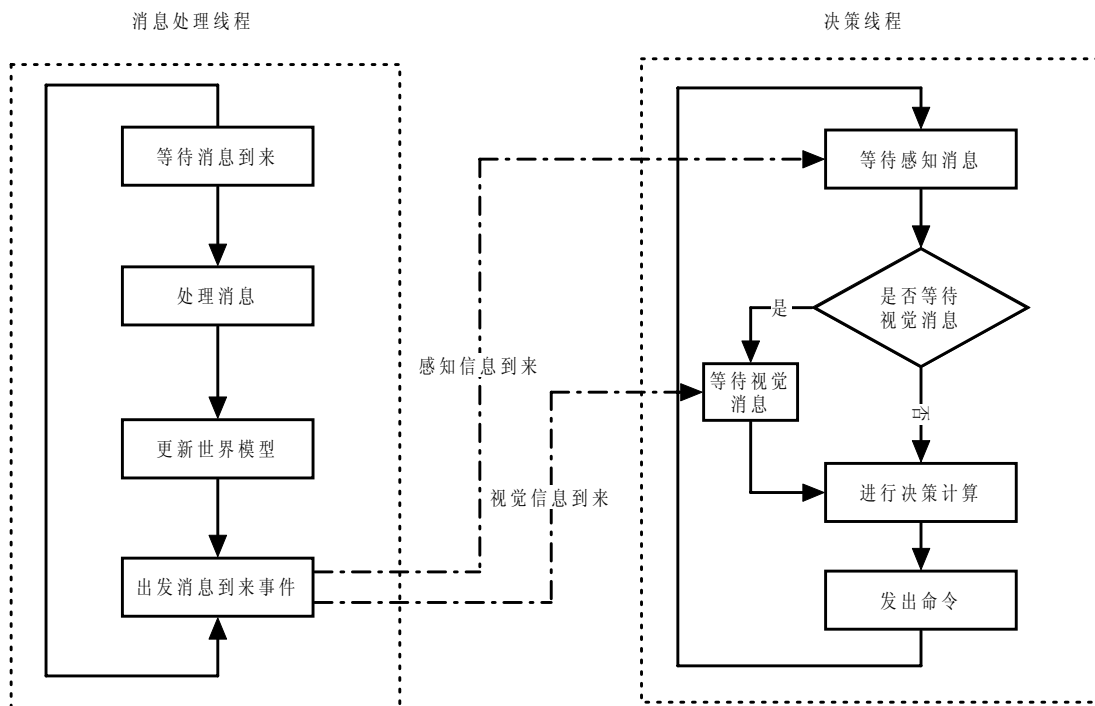 消息处理线程
决策线程
等待消息到来
处理消息
更新世界模型
出发消息到来事件
感知信息到来
视觉信息到来
等待感知消息
是否等待
视觉消息
是
等待视觉
消息
否
进行决策计算
发出命令